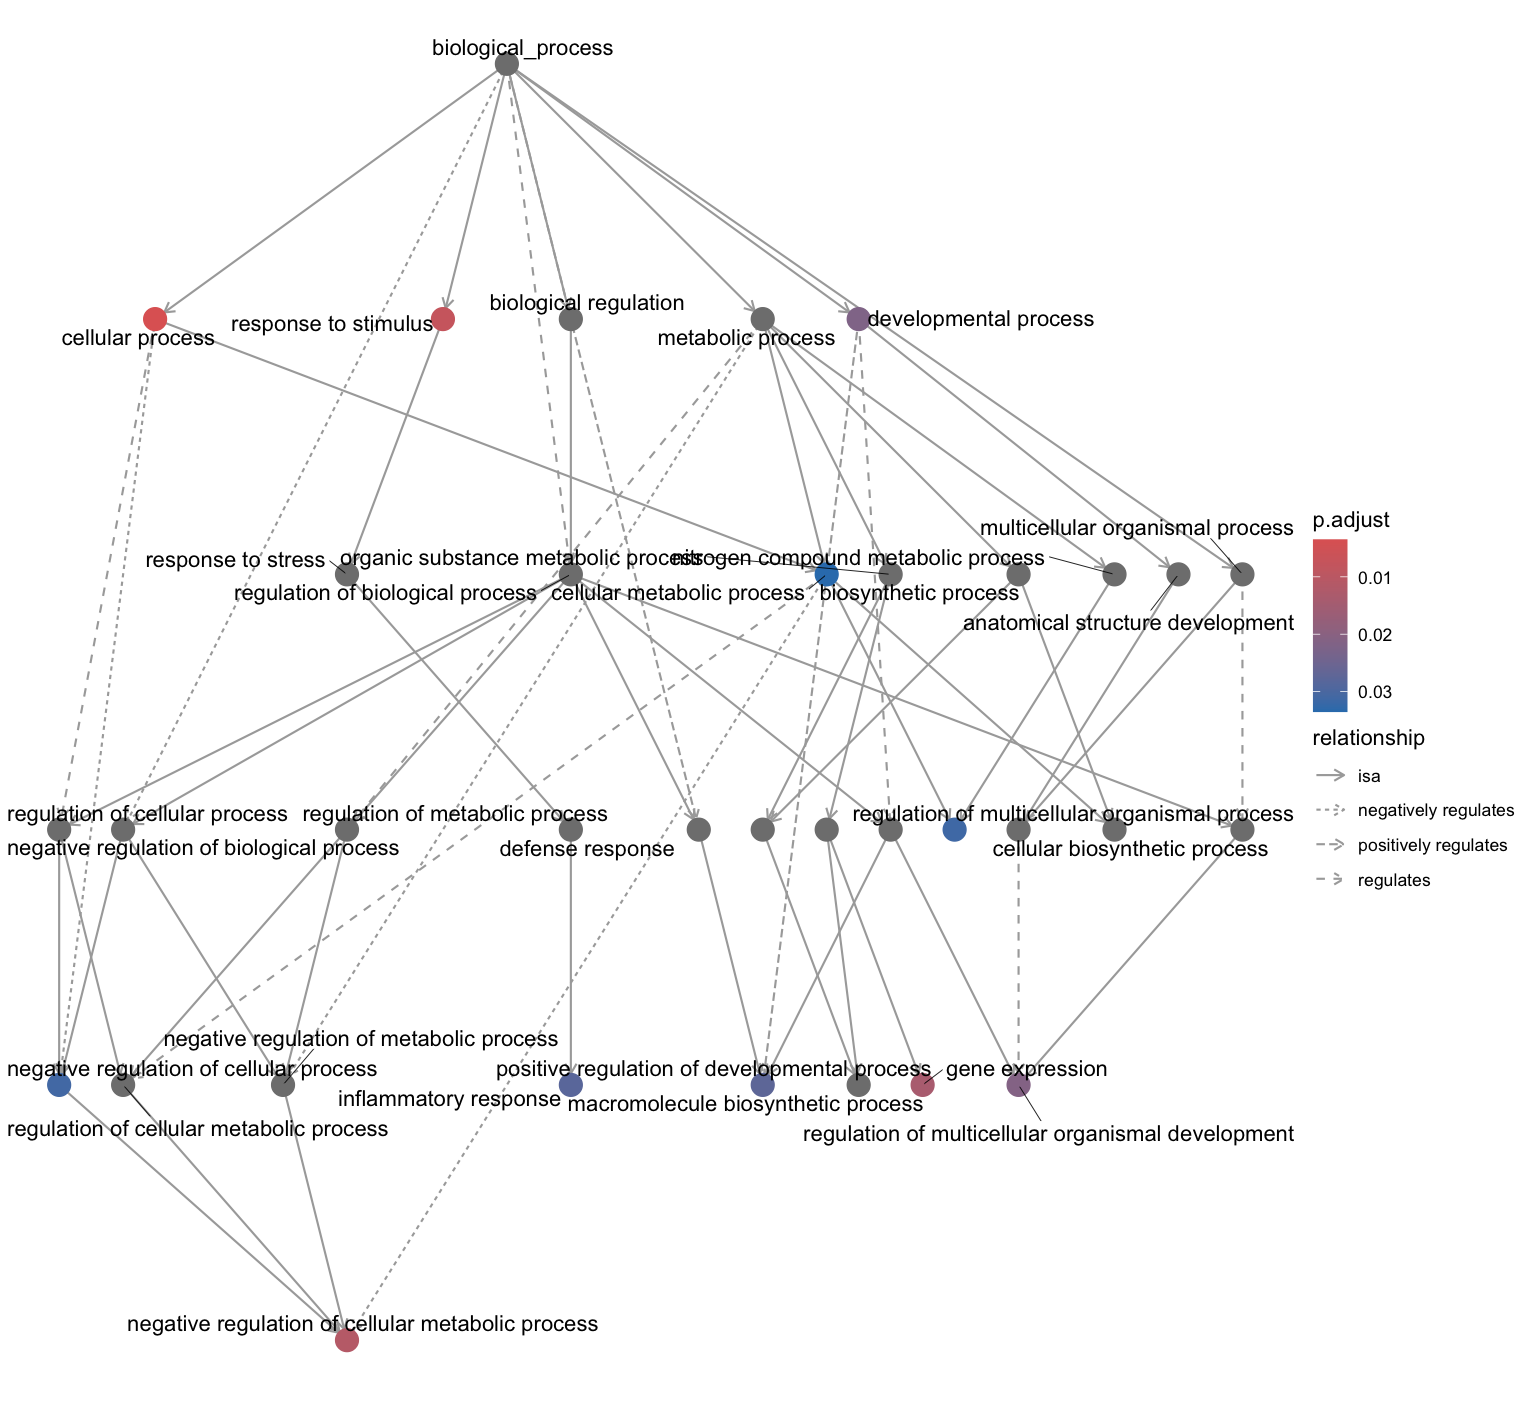 biological_process
biological regulation
cellular process
response to stimulus
metabolic process
developmental process
multicellular organismal process
response to stress
organic substance metabolic process
nitrogen compound metabolic process
regulation of biological process
cellular metabolic process
biosynthetic process
anatomical structure development
regulation of cellular process
regulation of metabolic process
regulation of multicellular organismal process
negative regulation of biological process
defense response
cellular biosynthetic process
negative regulation of metabolic process
negative regulation of cellular process
positive regulation of developmental process
gene expression
inflammatory response
macromolecule biosynthetic process
regulation of cellular metabolic process
regulation of multicellular organismal development
negative regulation of cellular metabolic process
p.adjust
0.01
0.02
0.03
relationship
isa
negatively regulates
positively regulates
regulates